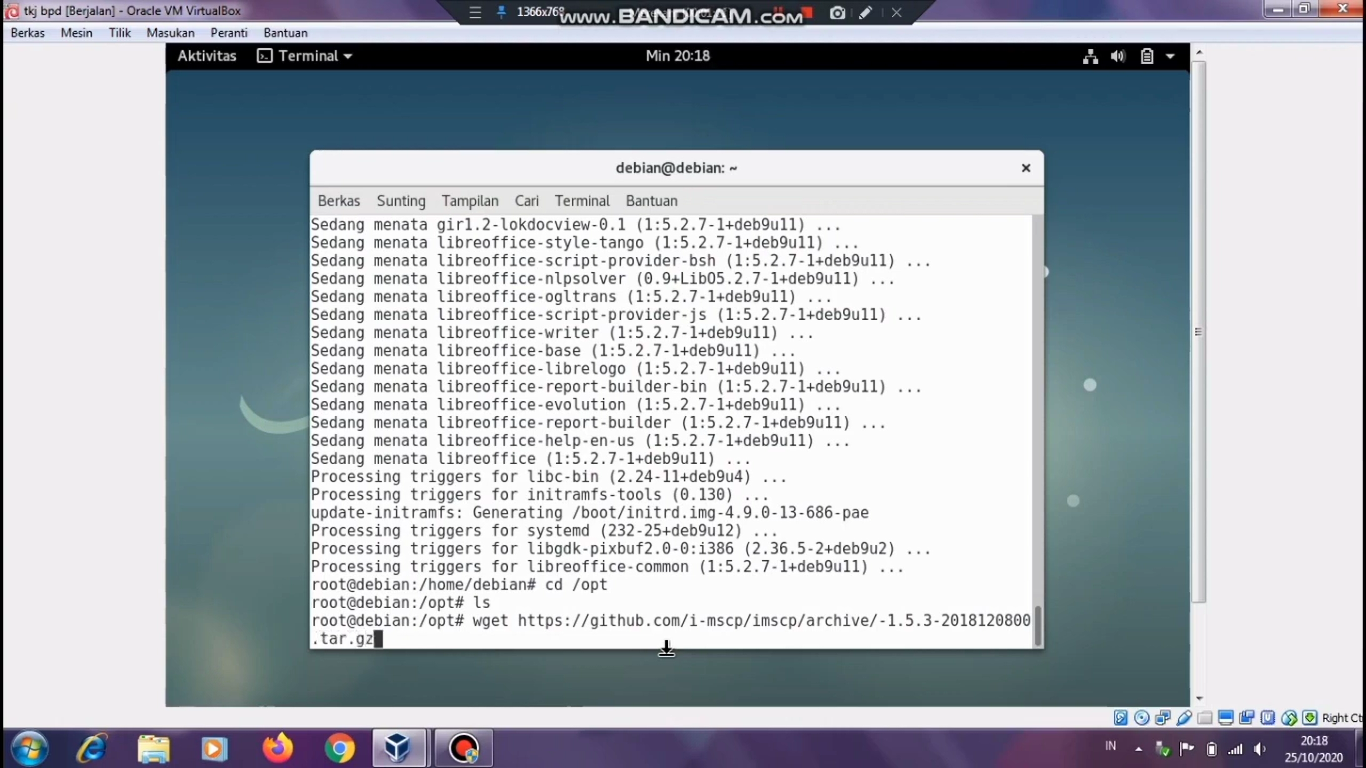 tkj bpd [Berjalan] - Oracle VM VirtualBox
1366x768
www.BANDICAM.com
Berkas Mesin Tilik Masukan Peranti Bantuan
Aktivitas Terminal Min 20:18
debian@debian: ~
Berkas Sunting Tampilan Cari Terminal Bantuan
Sedang menata gir1.2-lokdocview-0.1 (1:5.2.7-1+deb9u11) ...
Sedang menata libreoffice-style-tango (1:5.2.7-1+deb9u11) ...
Sedang menata libreoffice-script-provider-bsh (1:5.2.7-1+deb9u11) ...
Sedang menata libreoffice-nlpsolver (0.9+LibO5.2.7-1+deb9u11) ...
Sedang menata libreoffice-ogltrans (1:5.2.7-1+deb9u11) ...
Sedang menata libreoffice-script-provider-js (1:5.2.7-1+deb9u11) ...
Sedang menata libreoffice-writer (1:5.2.7-1+deb9u11) ...
Sedang menata libreoffice-base (1:5.2.7-1+deb9u11) ...
Sedang menata libreoffice-librelogo (1:5.2.7-1+deb9u11) ...
Sedang menata libreoffice-report-builder-bin (1:5.2.7-1+deb9u11) ...
Sedang menata libreoffice-evolution (1:5.2.7-1+deb9u11) ...
Sedang menata libreoffice-report-builder (1:5.2.7-1+deb9u11) ...
Sedang menata libreoffice-help-en-us (1:5.2.7-1+deb9u11) ...
Sedang menata libreoffice (1:5.2.7-1+deb9u11) ...
Processing triggers for libc-bin (2.24-11+deb9u4) ...
Processing triggers for initramfs-tools (0.130) ...
update-initramfs: Generating /boot/initrd.img-4.9.0-13-686-pae
Processing triggers for systemd (232-25+deb9u12) ...
Processing triggers for libgdk-pixbuf2.0-0:i386 (2.36.5-2+deb9u2) ...
Processing triggers for libreoffice-common (1:5.2.7-1+deb9u11) ...
root@debian:/home/debian# cd /opt
root@debian:/opt# ls
root@debian:/opt# wget https://github.com/i-mscp/imscp/archive/-1.5.3-2018120800
.tar.gz
Right Ct
IN
20:18
25/10/2020